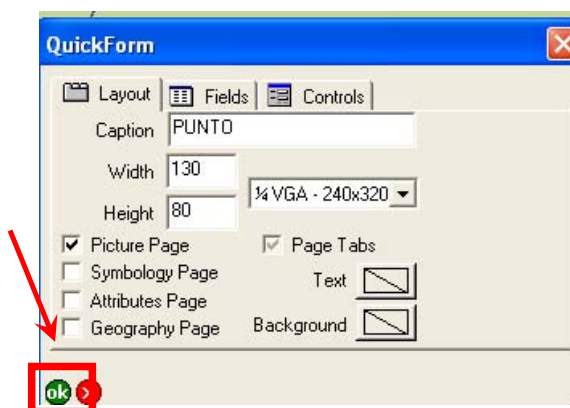 QuickForm
Layout Fields Controls
Caption PUNTO
Width 130
¼ VGA - 240x320
Height 80
Picture Page Page Tabs
Symbology Page Text
Attributes Page
Geography Page Background
ok